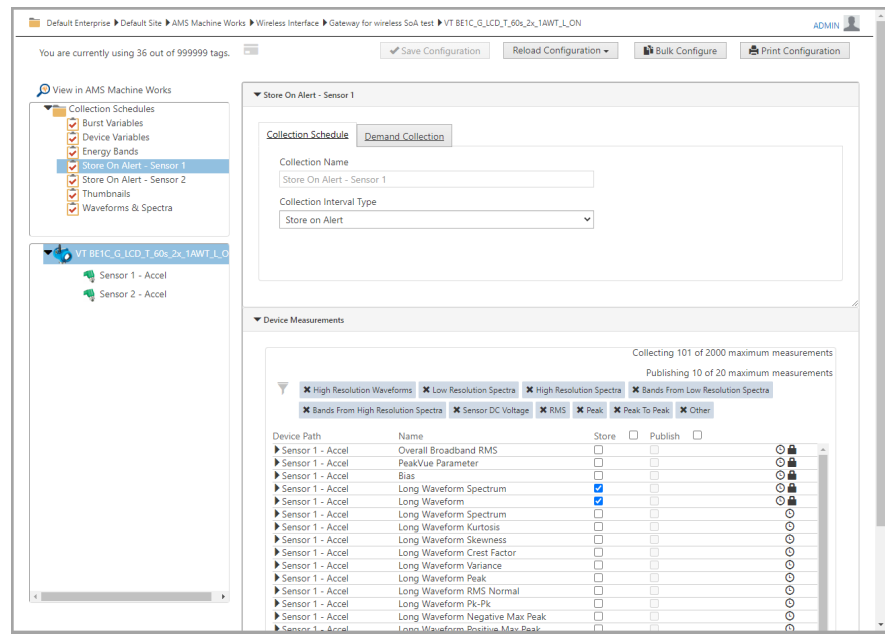 Default Enterprise Default Site AMS Machine Works Wireless Interface Gateway for wireless SoA test VT BE1C_G_LCD_T_60s_2x_1AWT_L_ON
ADMIN
You are currently using 36 out of 999999 tags.
Save Configuration Reload Configuration Bulk Configure Print Configuration
View in AMS Machine Works
Collection Schedules
Burst Variables
Device Variables
Energy Bands
Store On Alert - Sensor 1
Store On Alert - Sensor 2
Thumbnails
Waveforms & Spectra
VT BE1C_G_LCD_T_60s_2x_1AWT_L_O
Sensor 1 - Accel
Sensor 2 - Accel
Store On Alert - Sensor 1
Collection Schedule Demand Collection
Collection Name
Store On Alert - Sensor 1
Collection Interval Type
Store on Alert
Device Measurements
Collecting 101 of 2000 maximum measurements
Publishing 10 of 20 maximum measurements
High Resolution Waveforms Low Resolution Spectra High Resolution Spectra Bands From Low Resolution Spectra
Bands From High Resolution Spectra Sensor DC Voltage RMS Peak Peak To Peak Other
Device Path Name Store Publish
Sensor 1 - Accel Overall Broadband RMS
Sensor 1 - Accel PeakVue Parameter
Sensor 1 - Accel Bias
Sensor 1 - Accel Long Waveform Spectrum
Sensor 1 - Accel Long Waveform
Sensor 1 - Accel Long Waveform Spectrum
Sensor 1 - Accel Long Waveform Kurtosis
Sensor 1 - Accel Long Waveform Skewness
Sensor 1 - Accel Long Waveform Crest Factor
Sensor 1 - Accel Long Waveform Variance
Sensor 1 - Accel Long Waveform Peak
Sensor 1 - Accel Long Waveform RMS Normal
Sensor 1 - Accel Long Waveform Pk-Pk
Sensor 1 - Accel Long Waveform Negative Max Peak
Sensor 1 - Accel Long Waveform Positive Max Peak